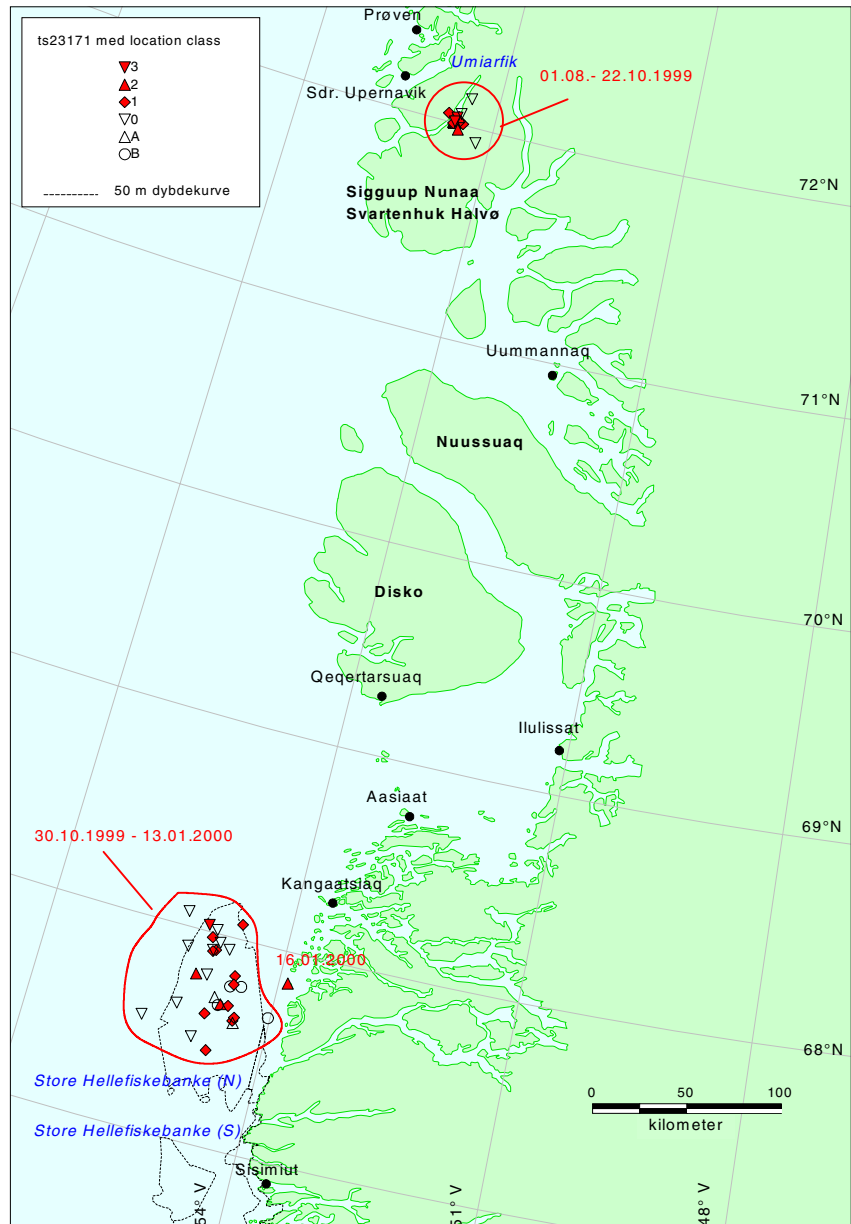 ts23171 med location class
3
2
1
0
A
B
50 m dybdekurve
Prøven
Umiarfik
01.08.- 22.10.1999
Sdr. Upernavik
72°N
Sigguup Nunaa
Svartenhuk Halvø
Uummannaq
71°N
Nuussuaq
Disko
70°N
Qeqertarsuaq
Ilulissat
Aasiaat
69°N
30.10.1999 - 13.01.2000
Kangaatsiaq
16.01.2000
68°N
Store Hellefiskebanke (N)
0 50 100
kilometer
Store Hellefiskebanke (S)
Sisimiut
54° V
51° V
48° V